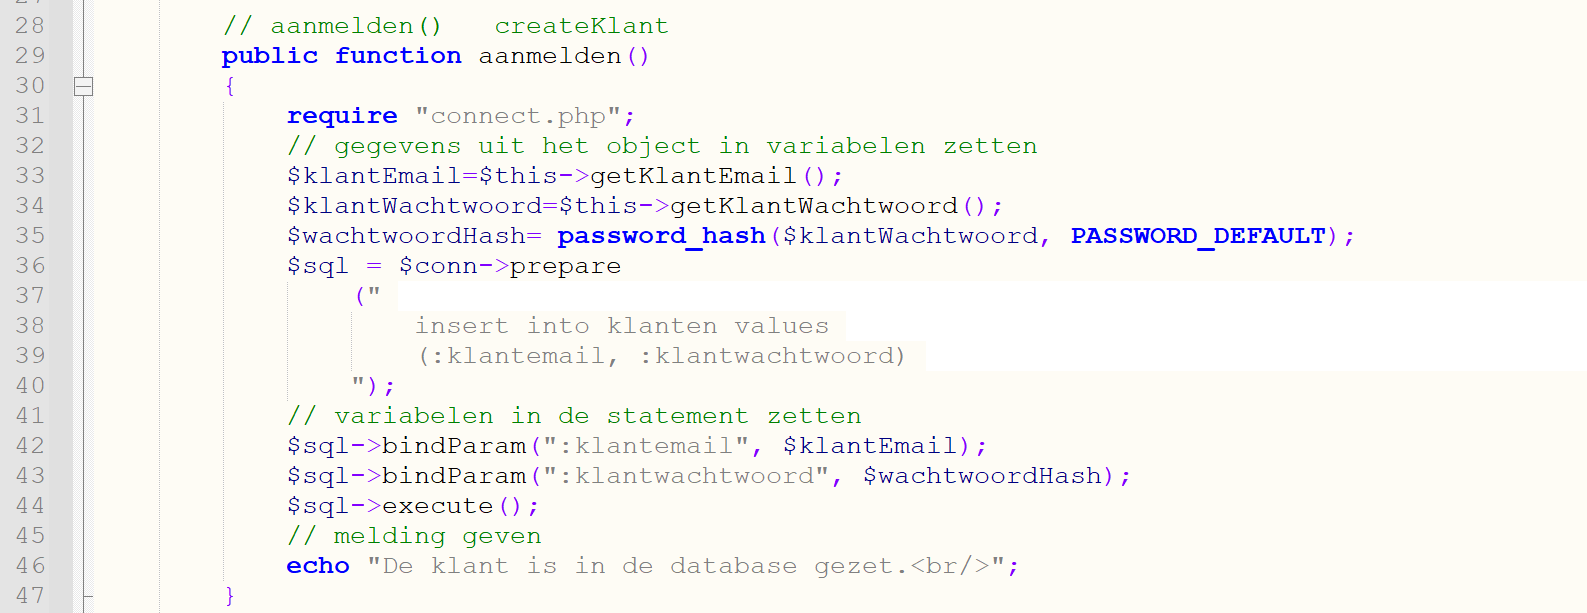 28 // aanmelden()   createKlant
29 public function aanmelden()
30 {
31 require "connect.php";
32 // gegevens uit het object in variabelen zetten
33 $klantEmail=$this->getKlantEmail();
34 $klantWachtwoord=$this->getKlantWachtwoord();
35 $wachtwoordHash= password_hash($klantWachtwoord, PASSWORD_DEFAULT);
36 $sql = $conn->prepare
37 ("
38 insert into klanten values
39 (:klantemail, :klantwachtwoord)
40 ");
41 // variabelen in de statement zetten
42 $sql->bindParam(":klantemail", $klantEmail);
43 $sql->bindParam(":klantwachtwoord", $wachtwoordHash);
44 $sql->execute();
45 // melding geven
46 echo "De klant is in de database gezet.<br/>";
47 }